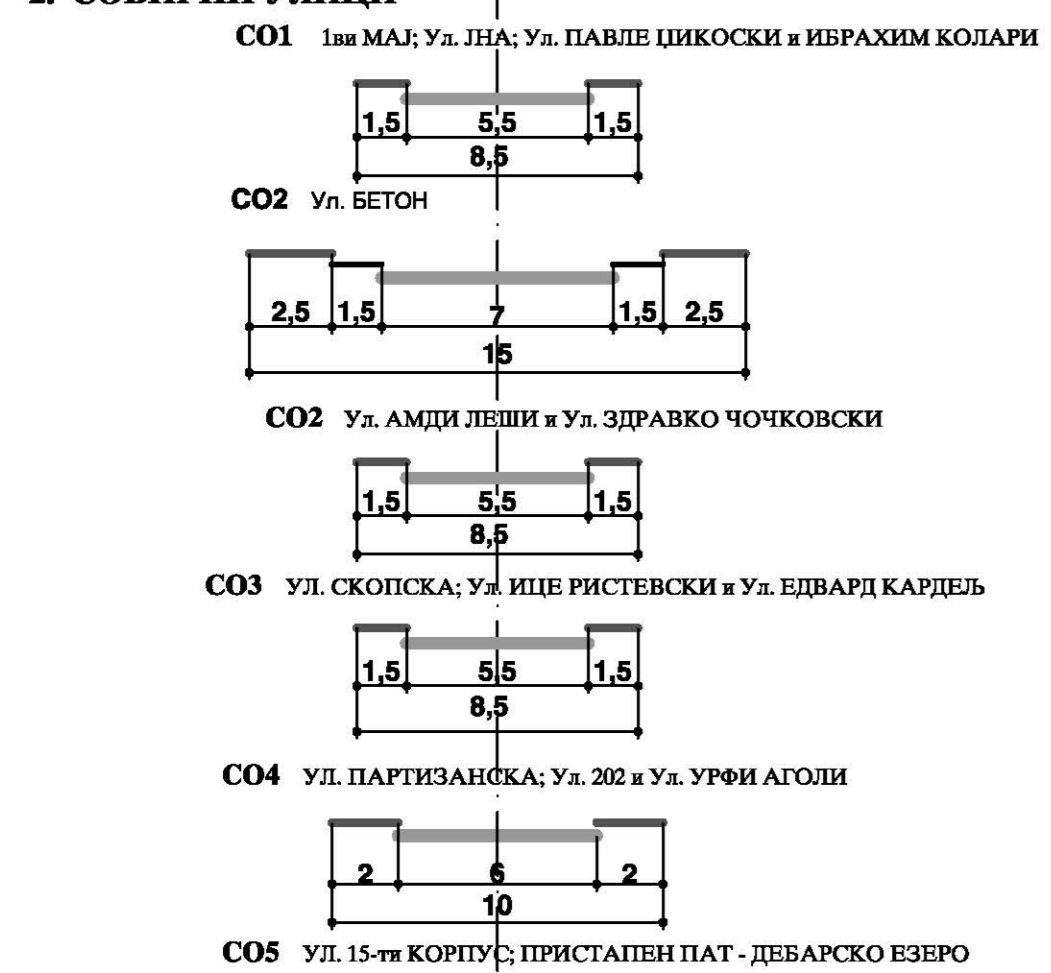 2. СОБИРНИ УЛИЦИ
СО1 1ви МАЈ; Ул. ЈНА; Ул. ПАВЛЕ ЦИКОСКИ и ИБРАХИМ КОЛАРИ
1,5 5,5 1,5
8,5
СО2 Ул. БЕТОН
2,5 1,5 7 1,5 2,5
15
СО2 Ул. АМДИ ЛЕШИ и Ул. ЗДРАВКО ЧОЧКОВСКИ
1,5 5,5 1,5
8,5
СО3 УЛ. СКОПСКА; Ул. ИЦЕ РИСТЕВСКИ и Ул. ЕДВАРД КАРДЕЉ
1,5 5,5 1,5
8,5
СО4 УЛ. ПАРТИЗАНСКА; Ул. 202 и Ул. УРФИ АГОЛИ
2 6 2
10
СО5 УЛ. 15-ти КОРПУС; ПРИСТАПЕН ПАТ - ДЕБАРСКО ЕЗЕРО